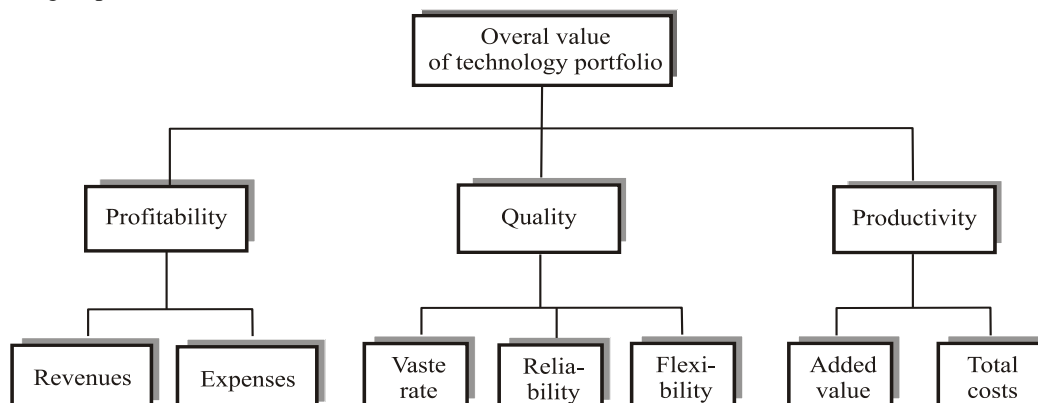 Overal value
of technology portfolio
Profitability
Quality
Productivity
Revenues
Expenses
Vaste
rate
Relia-
bility
Flexi-
bility
Added
value
Total
costs